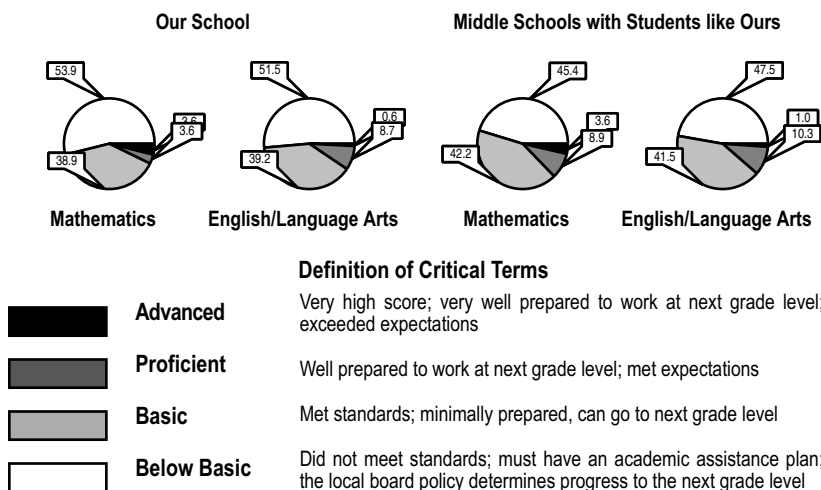 Our School
Middle Schools with Students like Ours
53.9
3.6
3.6
38.9
51.5
0.6
8.7
39.2
45.4
3.6
8.9
42.2
47.5
1.0
10.3
41.5
Mathematics
English/Language Arts
Mathematics
English/Language Arts
Definition of Critical Terms
Advanced
Very high score; very well prepared to work at next grade level;
exceeded expectations
Proficient
Well prepared to work at next grade level; met expectations
Basic
Met standards; minimally prepared, can go to next grade level
Below Basic
Did not meet standards; must have an academic assistance plan;
the local board policy determines progress to the next grade level